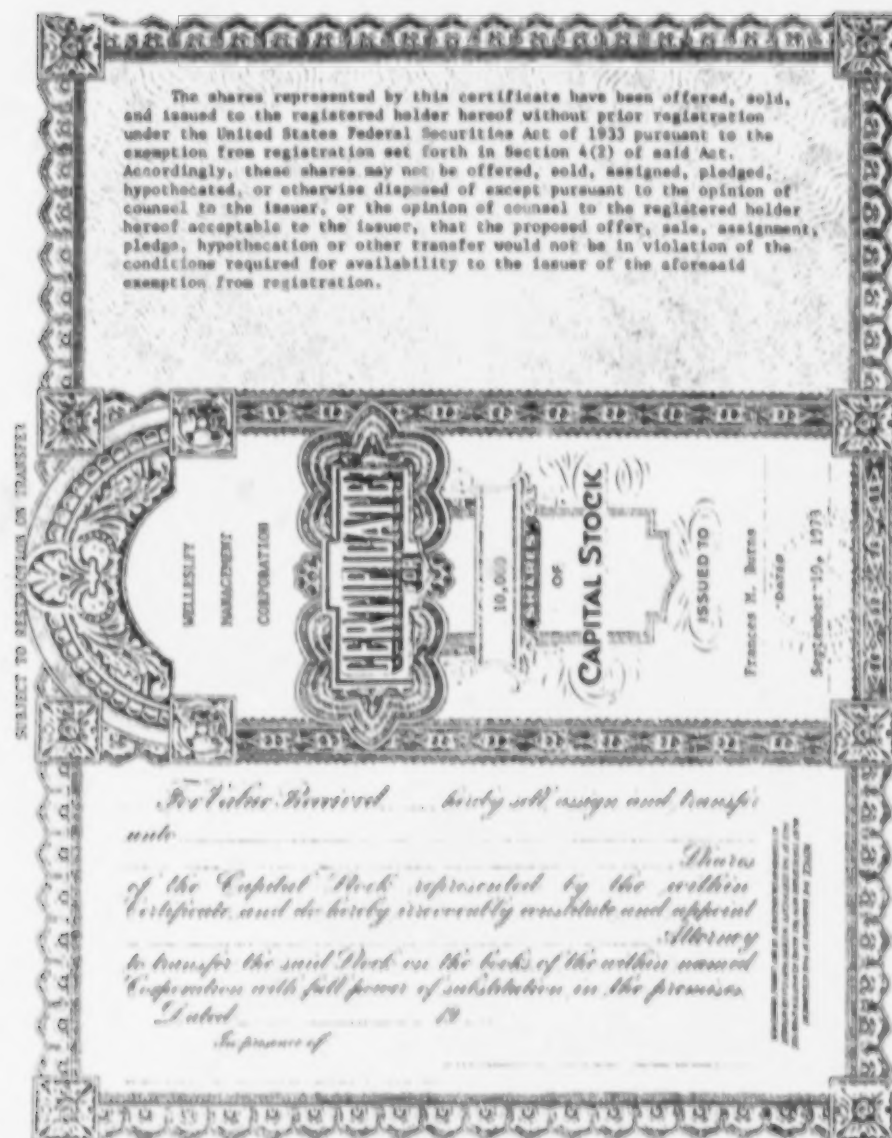 The shares represented by this certificate have been offered, sold,
and issued to the registered holder hereof without prior registration
under the United States Federal Securities Act of 1933 pursuant to the
exemption from registration set forth in Section 4(2) of said Act.
Accordingly, these shares may not be offered, sold, assigned, pledged,
hypothecated, or otherwise disposed of except pursuant to the opinion of
counsel to the issuer, or the opinion of counsel to the registered holder
hereof acceptable to the issuer, that the proposed offer, sale, assignment,
pledge, hypothecation or other transfer would not be in violation of the
conditions required for availability to the issuer of the aforesaid
exemption from registration.
SUBJECT TO RESTRICTION ON TRANSFER
WELLESLEY
MANAGEMENT
CORPORATION
CERTIFICATE
FOR
10,000
SHARES
OF
CAPITAL STOCK
ISSUED TO
Frances M. Burns
DATED
September 19, 1973
For Value Received hereby sell, assign and transfer
unto
Shares
of the Capital Stock represented by the within
Certificate, and do hereby irrevocably constitute and appoint
Attorney
to transfer the said Stock on the books of the within named
Corporation with full power of substitution in the premises.
Dated 19
In presence of